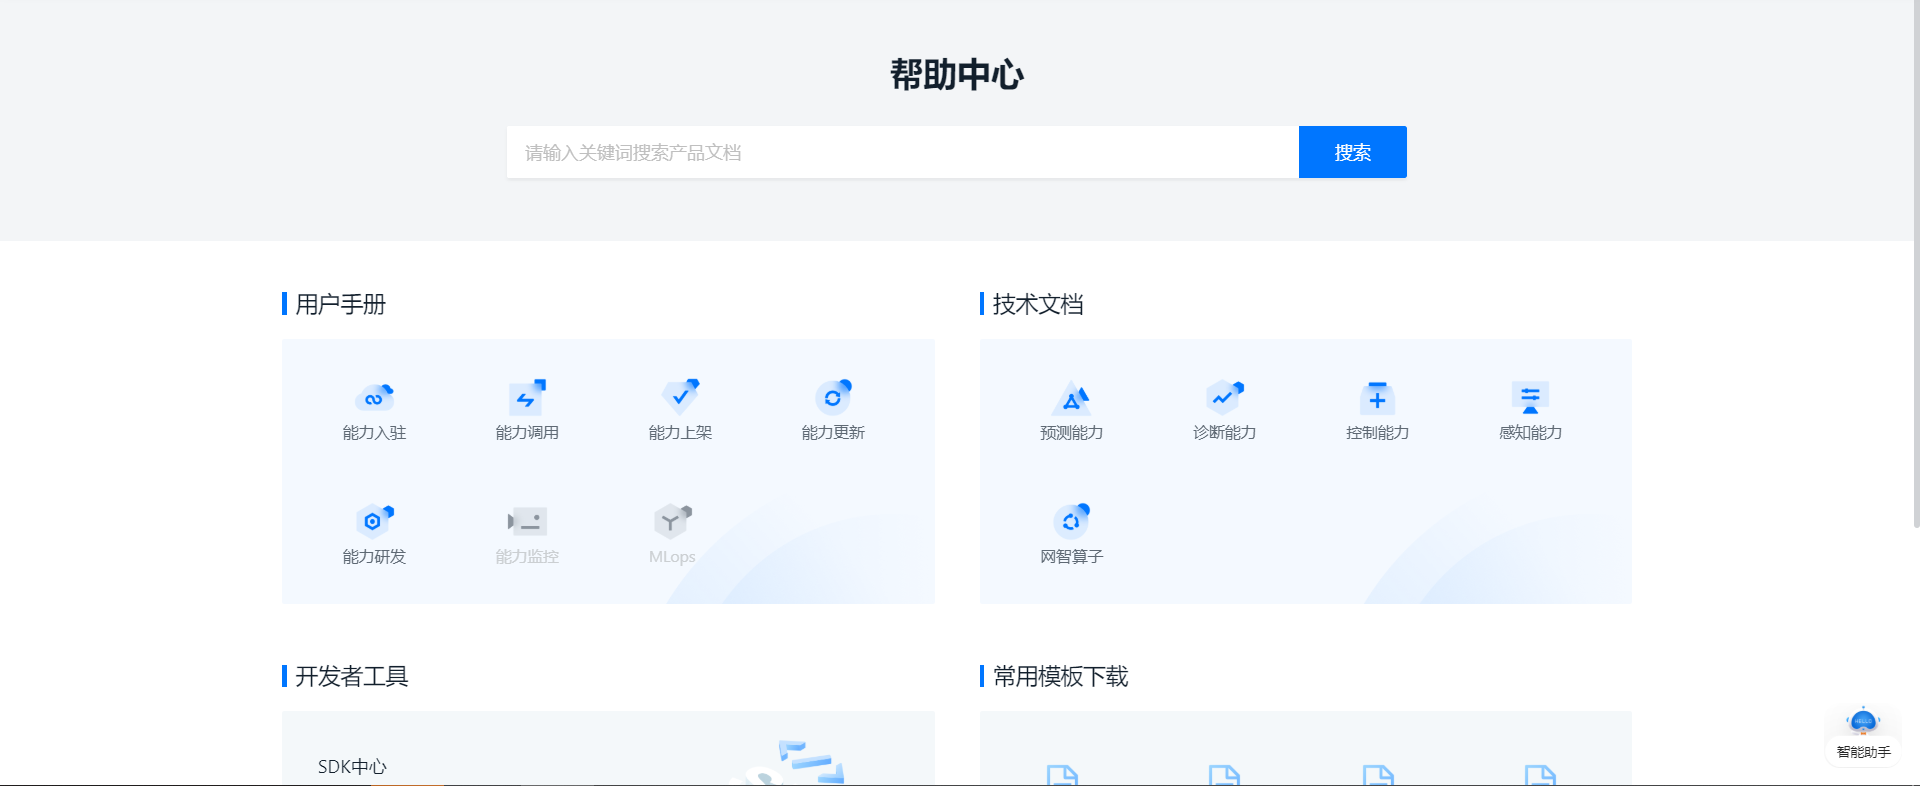 帮助中心
请输入关键词搜索产品文档
搜索
用户手册
能力入驻
能力调用
能力上架
能力更新
能力研发
能力监控
MLops
技术文档
预测能力
诊断能力
控制能力
感知能力
网智算子
开发者工具
SDK中心
常用模板下载
HELLO
智能助手